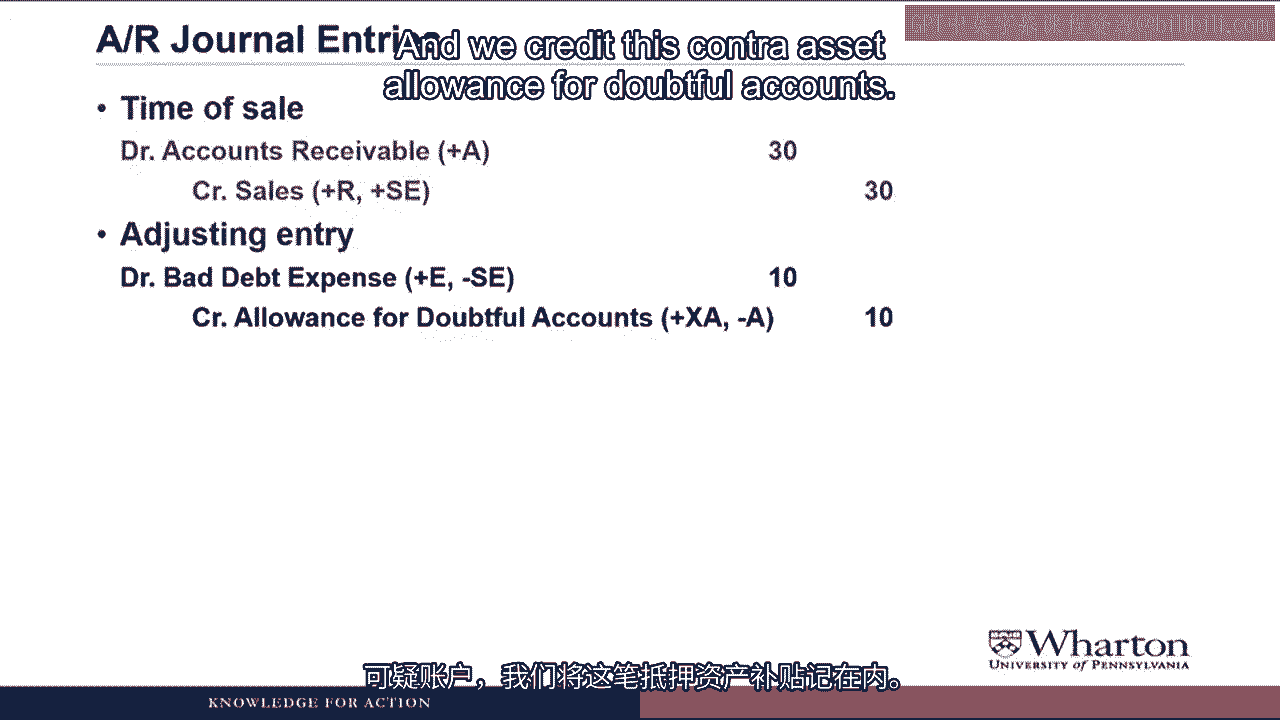 A/R Journal Entries
And we credit this contra asset
allowance for doubtful accounts.
• Time of sale
Dr. Accounts Receivable (+A) 30
Cr. Sales (+R, +SE) 30
• Adjusting entry
Dr. Bad Debt Expense (+E, -SE) 10
Cr. Allowance for Doubtful Accounts (+XA, -A) 10
Wharton
UNIVERSITY of PENNSYLVANIA
可疑账户，我们将这笔抵押资产补贴记在内。
KNOWLEDGE FOR ACTION